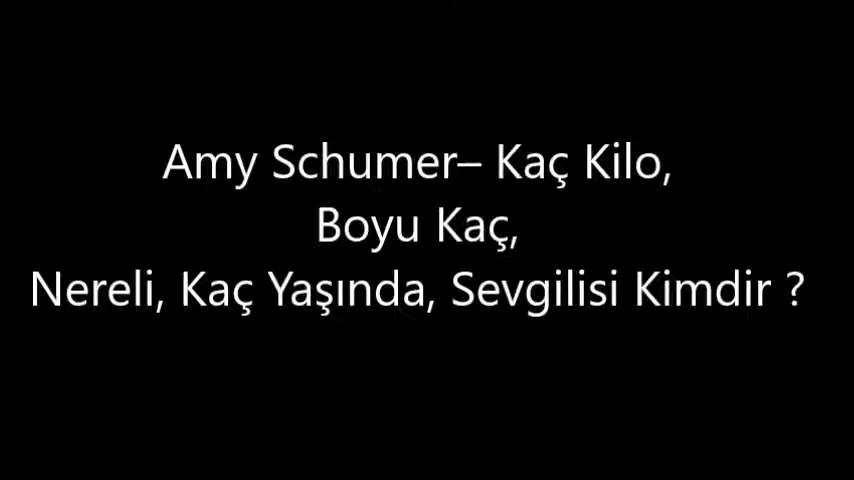 Amy Schumer– Kaç Kilo,
Boyu Kaç,
Nereli, Kaç Yaşında, Sevgilisi Kimdir ?